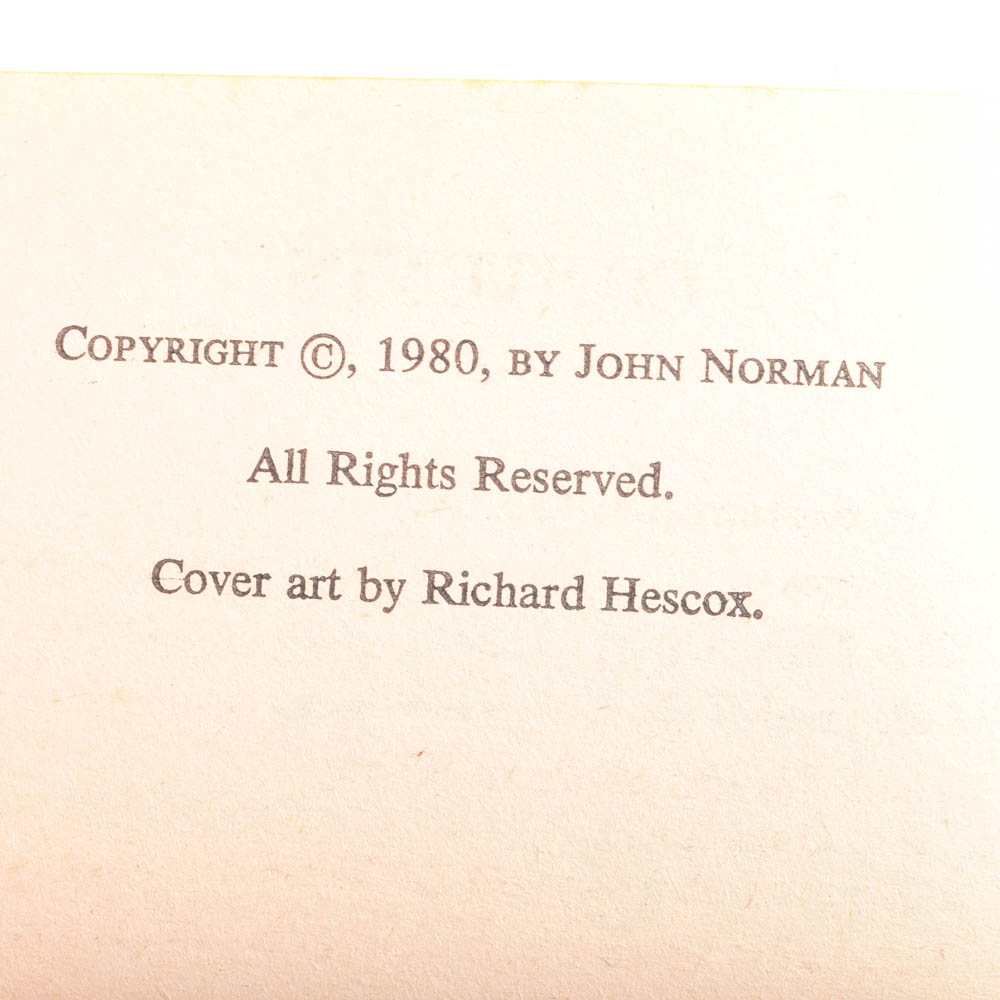 COPYRIGHT ©, 1980, BY JOHN NORMAN
All Rights Reserved.
Cover art by Richard Hescox.